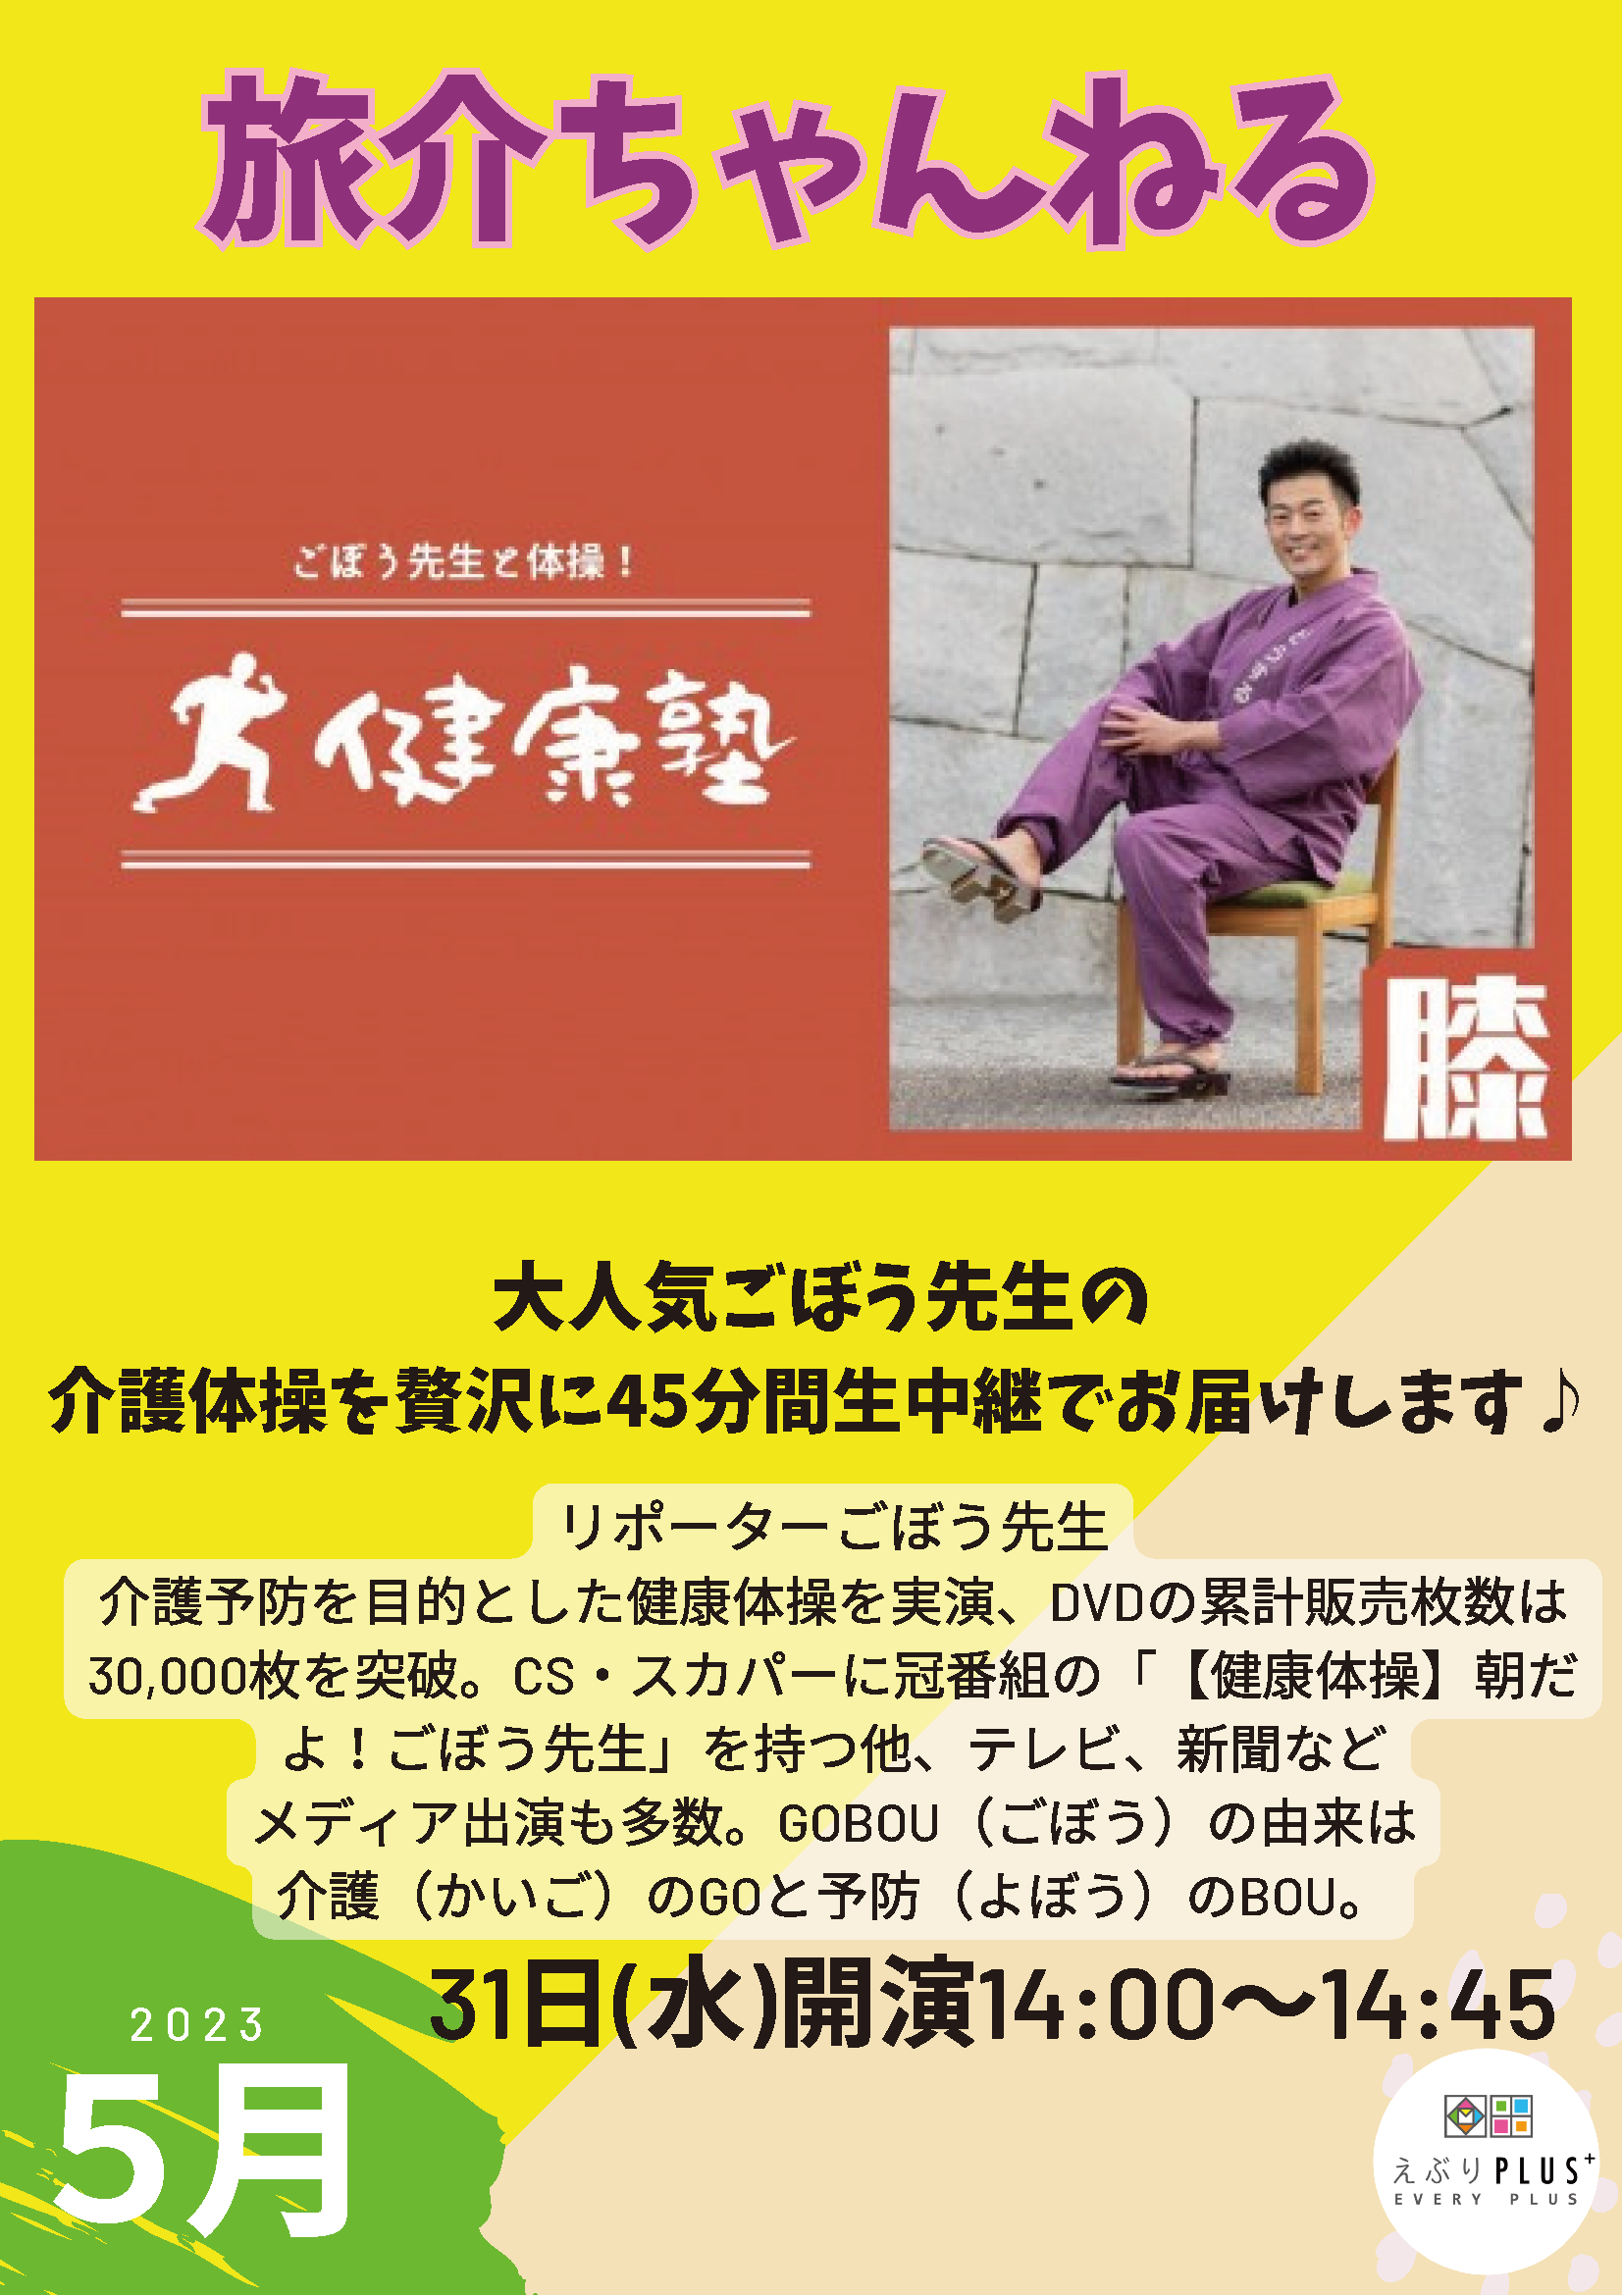 旅介ちゃんねる
ごぼう先生と体操！
健康塾
膝
大人気ごぼう先生の
介護体操を贅沢に45分間生中継でお届けします♪
リポーターごぼう先生
介護予防を目的とした健康体操を実演、DVDの累計販売枚数は
30,000枚を突破。CS・スカパーに冠番組の「【健康体操】朝だ
よ！ごぼう先生」を持つ他、テレビ、新聞など
メディア出演も多数。GOBOU（ごぼう）の由来は
介護（かいご）のGOと予防（よぼう）のBOU。
31日(水)開演14:00〜14:45
2023
5月
えぶりPLUS+
EVERY PLUS